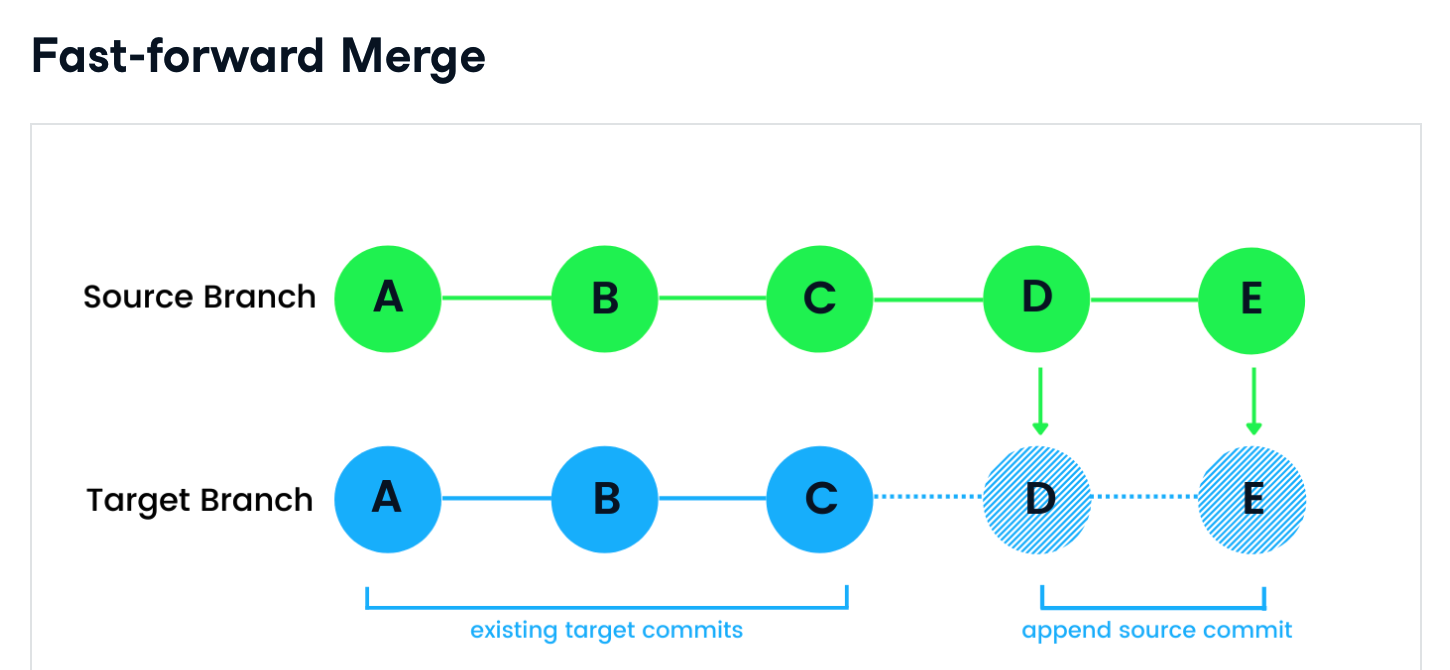 Fast-forward Merge
Source Branch A B C D E
Target Branch A B C D E
existing target commits
append source commit